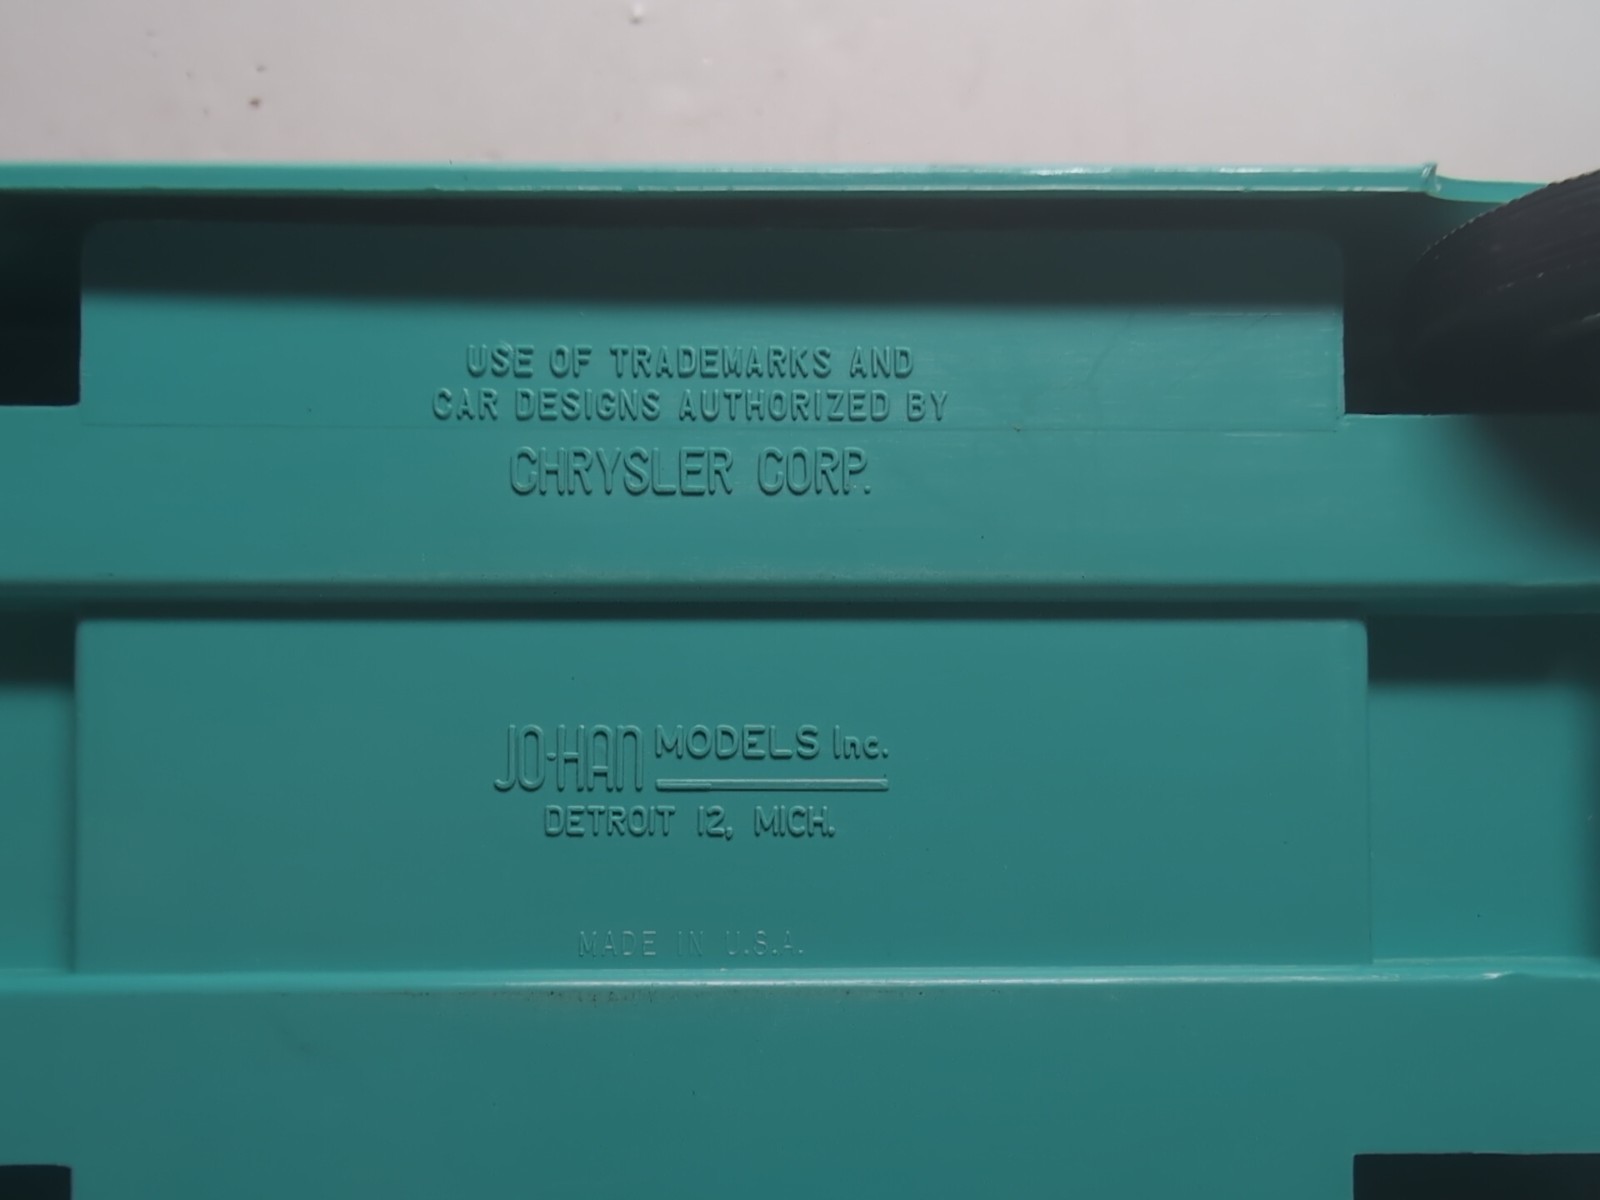 USE OF TRADEMARKS AND
CAR DESIGNS AUTHORIZED BY
CHRYSLER CORP.
JO-HAN MODELS Inc.
DETROIT 12, MICH.
MADE IN U.S.A.